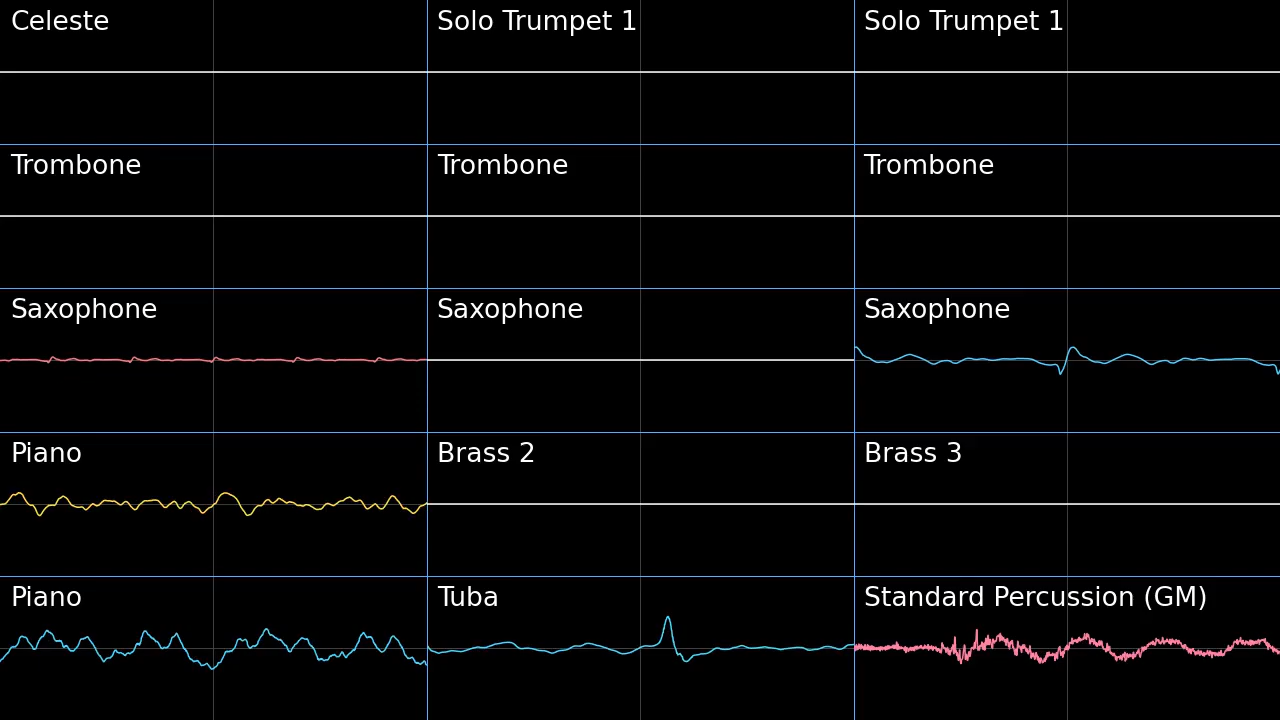 Celeste
Solo Trumpet 1
Solo Trumpet 1
Trombone
Trombone
Trombone
Saxophone
Saxophone
Saxophone
Piano
Brass 2
Brass 3
Piano
Tuba
Standard Percussion (GM)